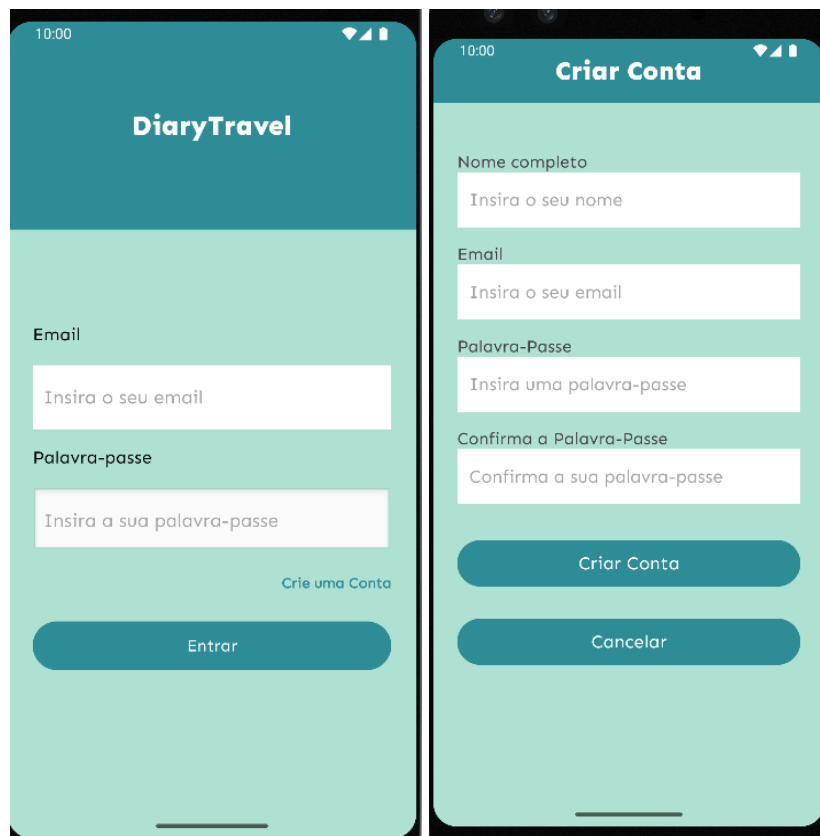 10:00
DiaryTravel
Email
Insira o seu email
Palavra-passe
Insira a sua palavra-passe
Crie uma Conta
Entrar
10:00
Criar Conta
Nome completo
Insira o seu nome
Email
Insira o seu email
Palavra-Passe
Insira uma palavra-passe
Confirma a Palavra-Passe
Confirma a sua palavra-passe
Criar Conta
Cancelar